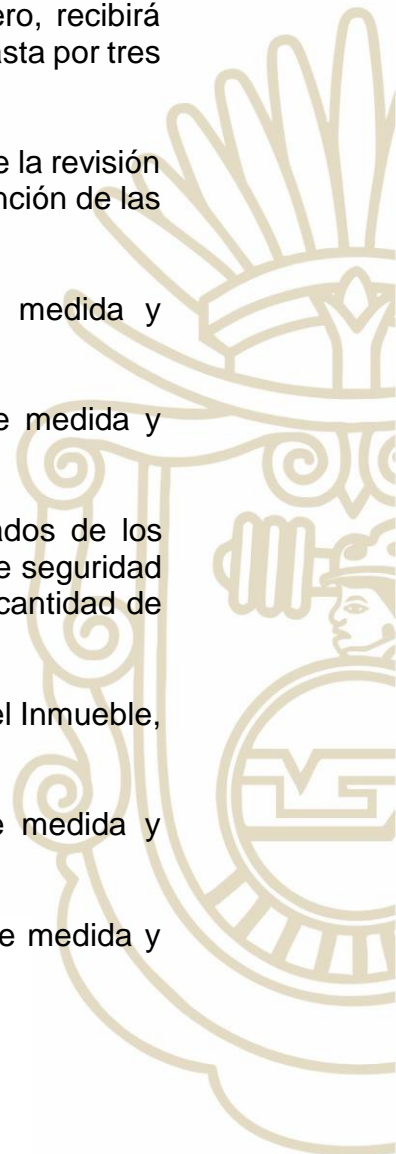 ero, recibirá
asta por tres
e la revisión
nción de las
medida y
e medida y
ados de los
e seguridad
cantidad de
el Inmueble,
e medida y
e medida y